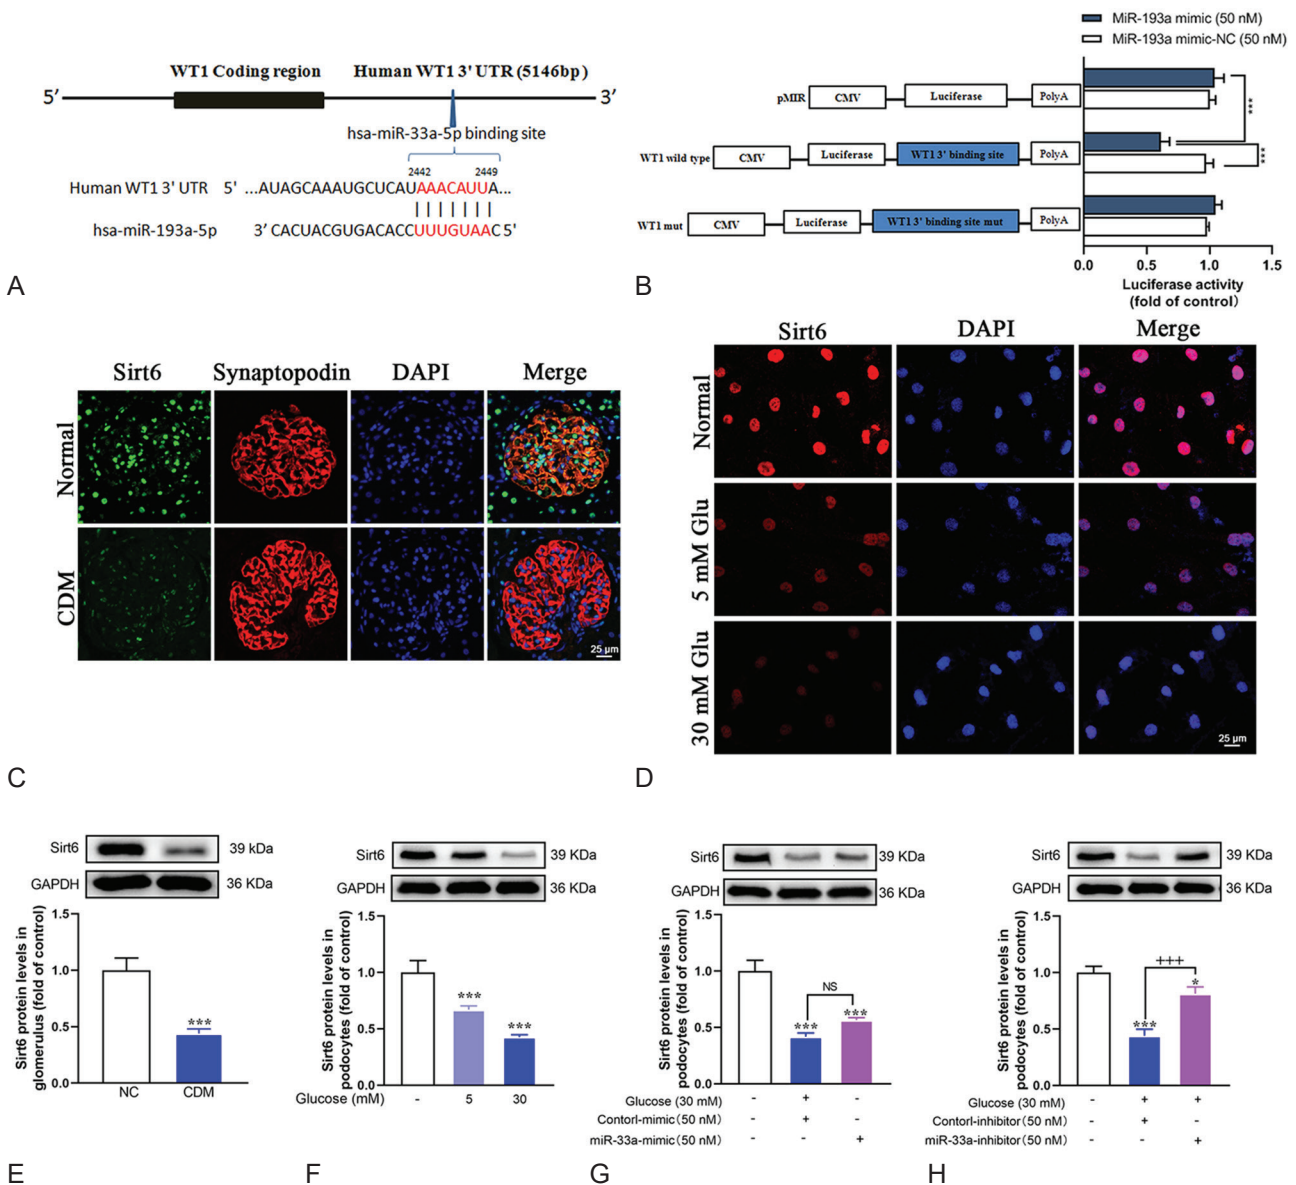 WT1 Coding region
Human WT1 3' UTR (5146bp)
5'
3'
hsa-miR-33a-5p binding site
2442
2449
Human WT1 3' UTR 5' ...AUAGCAAAUGCUCAUAAACAUUA...
hsa-miR-193a-5p 3' CACUACGUGACACCUUUGUAAC 5'
A
MiR-193a mimic (50 nM)
MiR-193a mimic-NC (50 nM)
pMIR CMV Luciferase PolyA
***
WT1 wild type CMV Luciferase WT1 3' binding site PolyA
***
WT1 mut CMV Luciferase WT1 3' binding site mut PolyA
0.0 0.5 1.0 1.5
Luciferase activity
(fold of control)
B
Sirt6 Synaptopodin DAPI Merge
Normal
CDM
25 µm
C
Sirt6 DAPI Merge
Normal
5 mM Glu
30 mM Glu
25 µm
D
Sirt6 39 kDa
GAPDH 36 KDa
Sirt6 protein levels in
glomerulus (fold of control)
1.5
1.0
0.5
0.0
***
NC CDM
E
Sirt6 39 KDa
GAPDH 36 KDa
Sirt6 protein levels in
podocytes (fold of control)
1.5
1.0
0.5
0.0
***
***
Glucose (mM) - 5 30
F
Sirt6 39 KDa
GAPDH 36 KDa
Sirt6 protein levels in
podocytes (fold of control)
1.5
1.0
0.5
0.0
NS
***
***
Glucose (30 mM) - + -
Contorl-mimic (50 nM) - + -
miR-33a-mimic (50 nM) - - +
G
Sirt6 39 KDa
GAPDH 36 KDa
Sirt6 protein levels in
podocytes (fold of control)
1.5
1.0
0.5
0.0
+++
***
*
Glucose (30 mM) - + +
Contorl-inhibitor (50 nM) - + -
miR-33a-inhibitor (50 nM) - - +
H